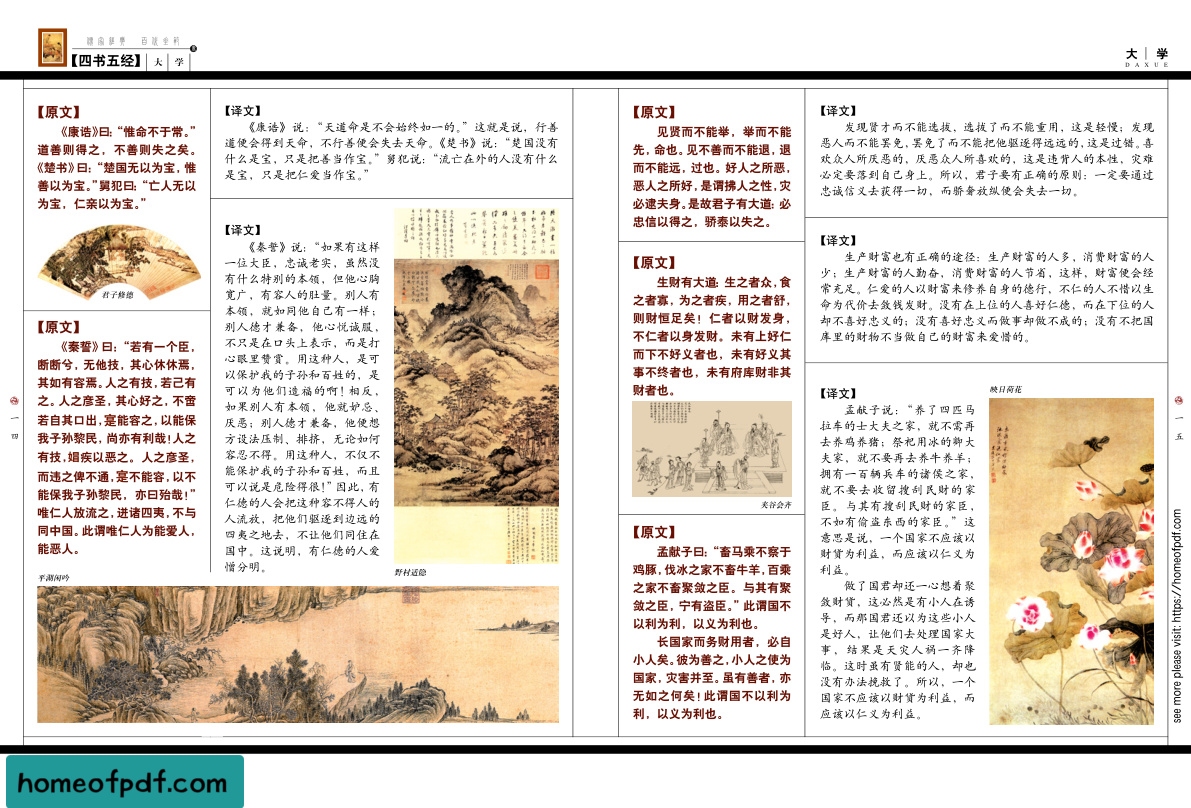 【四书五经】 大 学
【原文】
《康诰》曰：“惟命不于常。”
道善则得之，不善则失之矣。
《楚书》曰：“楚国无以为宝，惟
善以为宝。”舅犯曰：“亡人无以
为宝，仁亲以为宝。”
君子修德
【原文】
《秦誓》曰：“若有一个臣，
断断兮，无他技，其心休休焉，
其如有容焉。人之有技，若己有
之。人之彦圣，其心好之，不啻
若自其口出，寔能容之，以能保
我子孙黎民，尚亦有利哉！人之
有技，媢疾以恶之。人之彦圣，
而违之俾不通，寔不能容，以不
能保我子孙黎民，亦曰殆哉！”
唯仁人放流之，迸诸四夷，不与
同中国。此谓唯仁人为能爱人，
能恶人。
【译文】
《康诰》说：“天道命是不会始终如一的。”这就是说，行善
道便会得到天命，不行善便会失去天命。《楚书》说：“楚国没有
什么是宝，只是把善当作宝。”舅犯说：“流亡在外的人没有什么
是宝，只是把仁爱当作宝。”
【译文】
《秦誓》说：“如果有这样
一位大臣，忠诚老实，虽然没
有什么特别的本领，但他心胸
宽广，有容人的肚量。别人有
本领，就如同他自己有一样；
别人德才兼备，他心悦诚服，
不只是在口头上表示，而是打
心眼里赞赏。用这种人，是可
以保护我的子孙和百姓的，是
可以为他们造福的啊！相反，
如果别人有本领，他就妒忌、
厌恶；别人德才兼备，他便想
方设法压制、排挤，无论如何
容忍不得。用这种人，不仅不
能保护我的子孙和百姓，而且
可以说是危险得很！”因此，有
仁德的人会把这种容不得人的
人流放，把他们驱逐到边远的
四夷之地去，不让他们同住在
国中。这说明，有仁德的人爱
憎分明。
野村道隐
平湖闲吟
一四
大 学
DAXUE
【原文】
见贤而不能举，举而不能
先，命也。见不善而不能退，退
而不能远，过也。好人之所恶，
恶人之所好，是谓拂人之性，灾
必逮夫身。是故君子有大道：必
忠信以得之，骄泰以失之。
【原文】
生财有大道：生之者众，食
之者寡，为之者疾，用之者舒，
则财恒足矣！仁者以财发身，
不仁者以身发财。未有上好仁
而下不好义者也，未有好义其
事不终者也，未有府库财非其
财者也。
夹谷会齐
【原文】
孟献子曰：“畜马乘不察于
鸡豚，伐冰之家不畜牛羊，百乘
之家不畜聚敛之臣。与其有聚
敛之臣，宁有盗臣。”此谓国不
以利为利，以义为利也。
长国家而务财用者，必自
小人矣。彼为善之，小人之使为
国家，灾害并至。虽有善者，亦
无如之何矣！此谓国不以利为
利，以义为利也。
【译文】
发现贤才而不能选拔，选拔了而不能重用，这是轻慢；发现
恶人而不能罢免，罢免了而不能把他驱逐得远远的，这是过错。喜
欢众人所厌恶的，厌恶众人所喜欢的，这是违背人的本性，灾难
必定要落到自己身上。所以，君子要有正确的原则：一定要通过
忠诚信义去获得一切，而骄奢放纵便会失去一切。
【译文】
生产财富也有正确的途径：生产财富的人多，消费财富的人
少；生产财富的人勤奋，消费财富的人节省，这样，财富便会经
常充足。仁爱的人以财富来修养自身的德行，不仁的人不惜以生
命为代价去敛钱发财。没有在上位的人喜好仁德，而在下位的人
却不喜好忠义的；没有喜好忠义而做事却做不成的；没有不把国
库里的财物不当做自己的财富来爱惜的。
【译文】
孟献子说：“养了四匹马
拉车的士大夫之家，就不需再
去养鸡养猪；祭祀用冰的卿大
夫家，就不要再去养牛养羊；
拥有一百辆兵车的诸侯之家，
就不要去收留搜刮民财的家
臣。与其有搜刮民财的家臣，
不如有偷盗东西的家臣。”这
意思是说，一个国家不应该以
财货为利益，而应该以仁义为
利益。
做了国君却还一心想着聚
敛财货，这必然是有小人在诱
导，而那国君还以为这些小人
是好人，让他们去处理国家大
事，结果是天灾人祸一齐降
临。这时虽有贤能的人，却也
没有办法挽救了。所以，一个
国家不应该以财货为利益，而
应该以仁义为利益。
映日荷花
一五
see more please visit: https://homeofpdf.com
homeofpdf.com